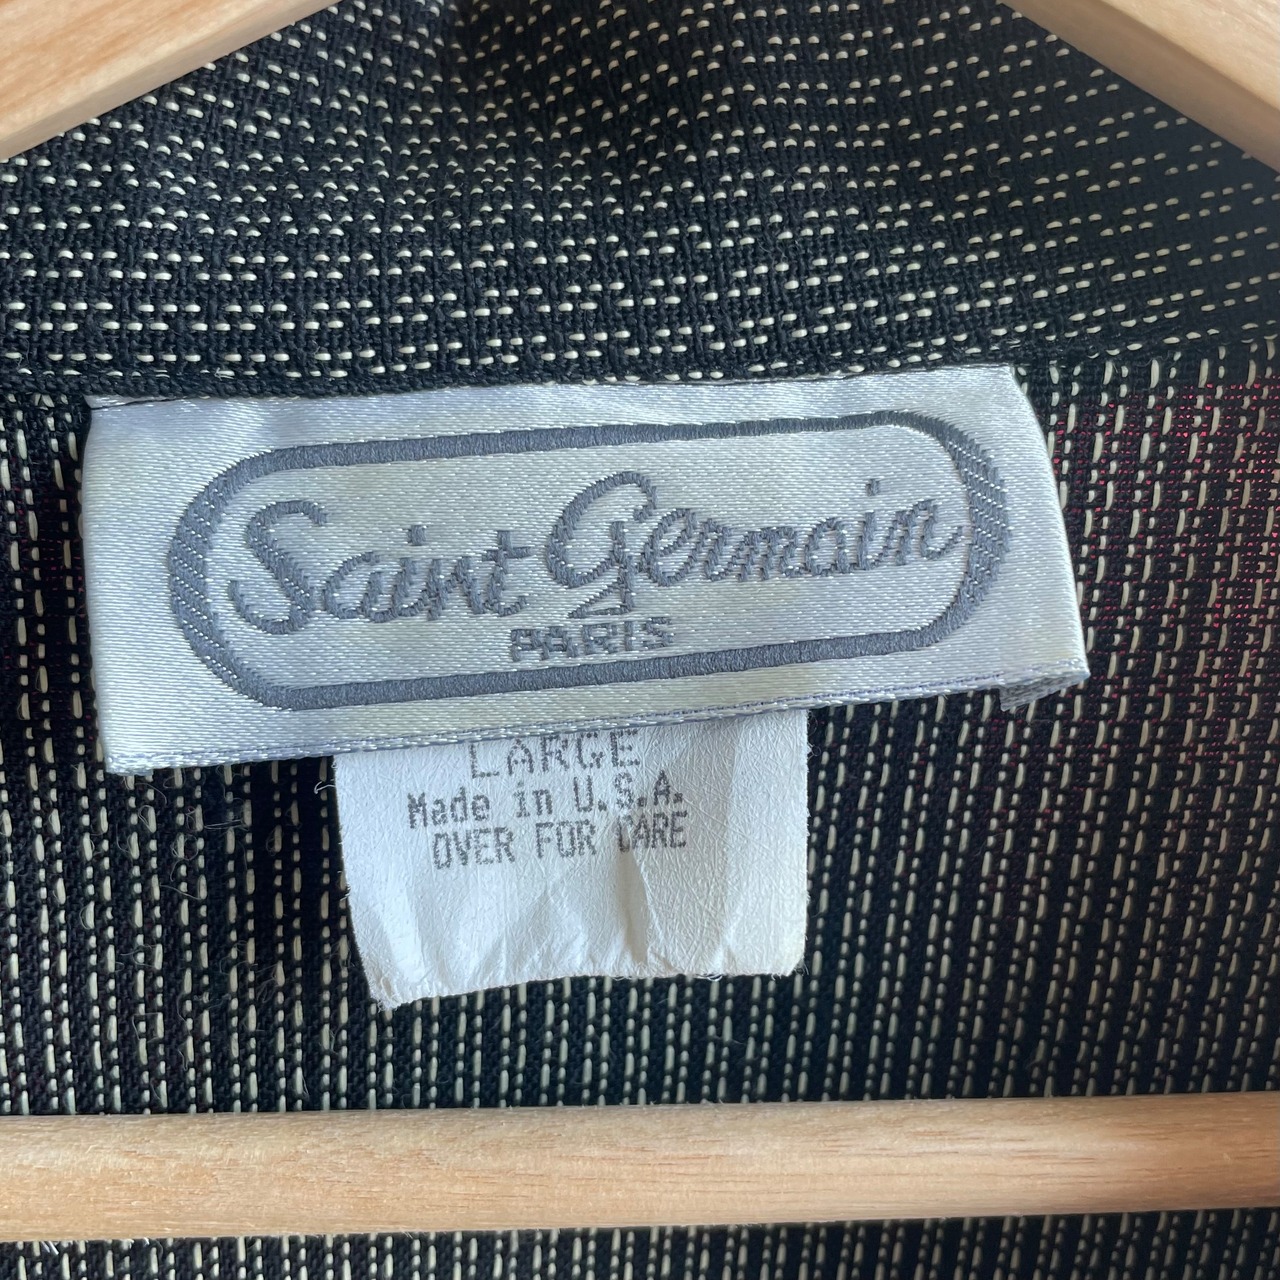 Saint Germain
PARIS
LARGE
Made in U.S.A.
OVER FOR CARE